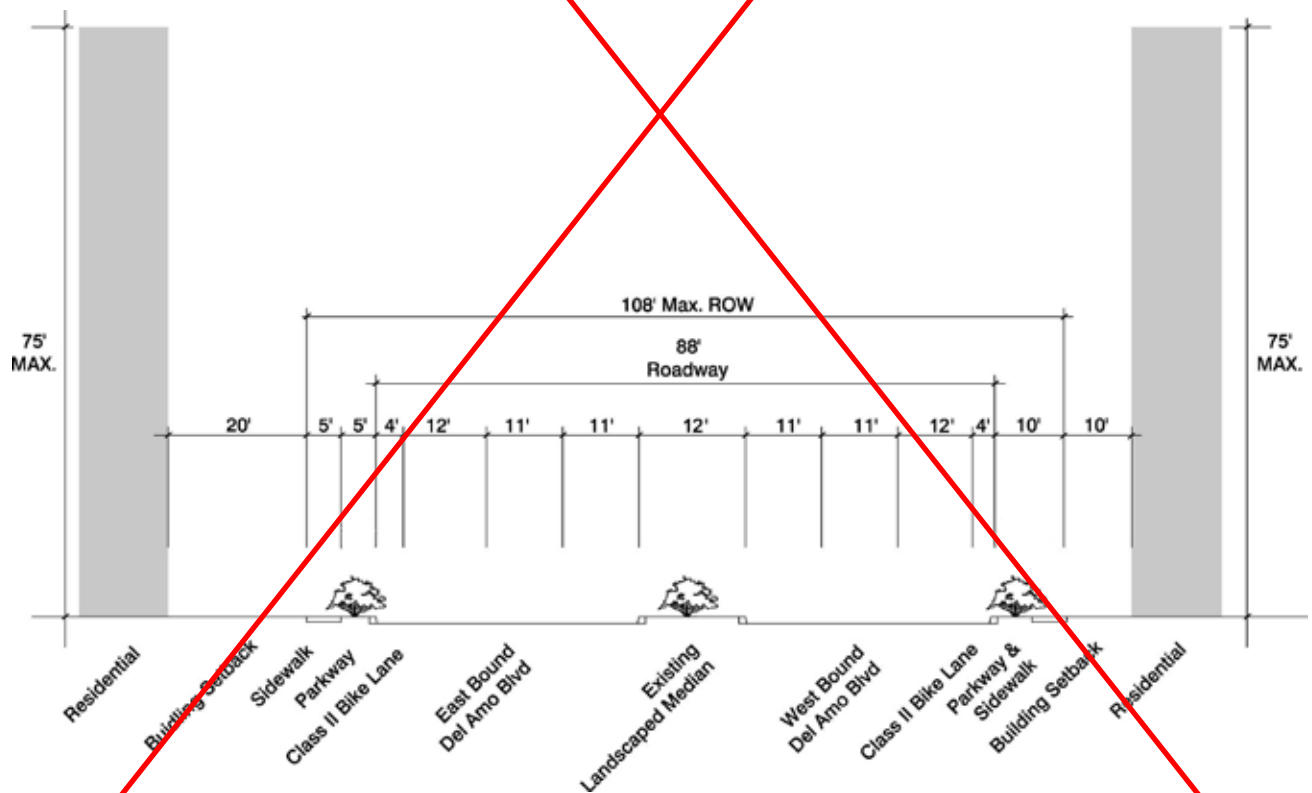 108' Max. ROW
88'
Roadway
75'
MAX.
75'
MAX.
20' 5' 5' 4' 12' 11' 11' 12' 11' 11' 12' 4' 10' 10'
Residential
Buidling Setback
Sidewalk
Parkway
Class II Bike Lane
East Bound
Del Amo Blvd
Existing
Landscaped Median
West Bound
Del Amo Blvd
Class II Bike Lane
Parkway &
Sidewalk
Building Setback
Residential